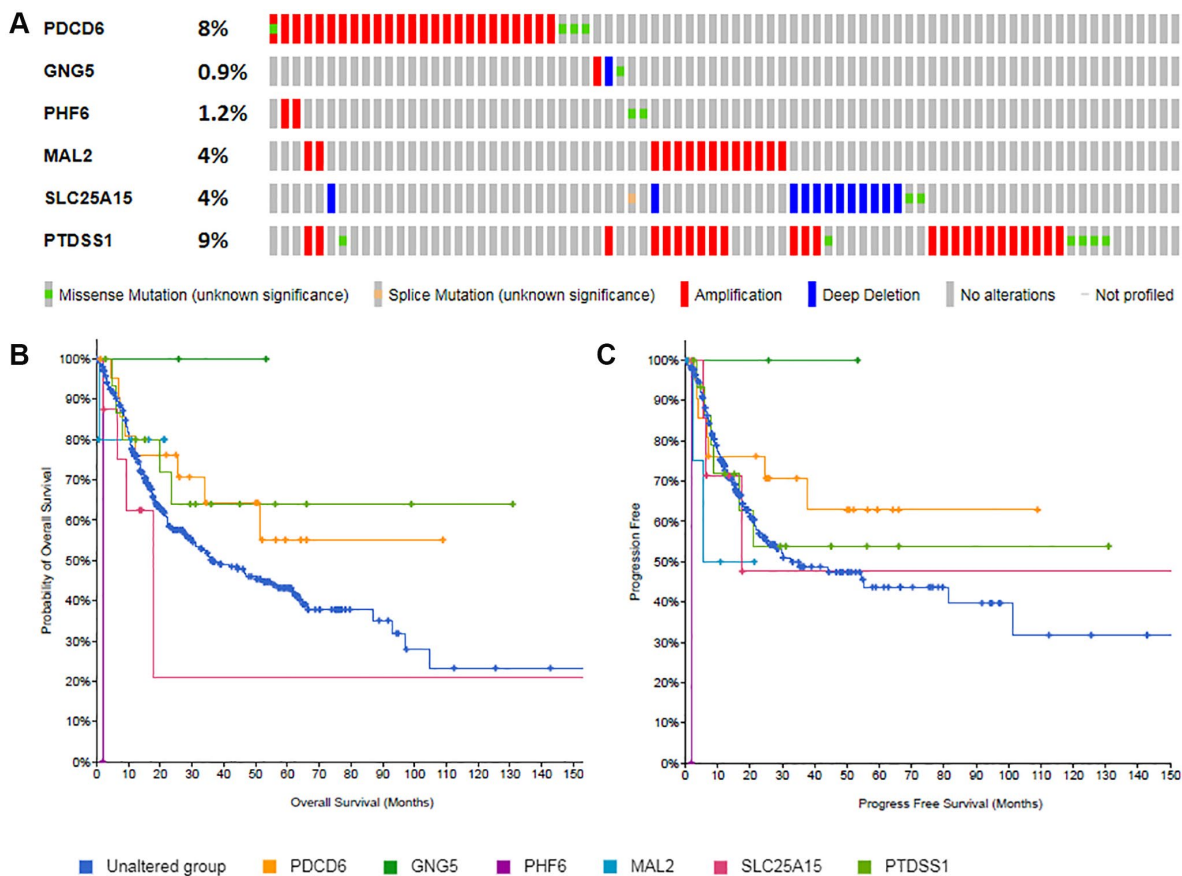 A
PDCD6 8%
GNG5 0.9%
PHF6 1.2%
MAL2 4%
SLC25A15 4%
PTDSS1 9%
Missense Mutation (unknown significance) Splice Mutation (unknown significance) Amplification Deep Deletion No alterations Not profiled
B
100%
90%
80%
70%
60%
50%
40%
30%
20%
10%
0%
Probability of Overall Survival
0 10 20 30 40 50 60 70 80 90 100 110 120 130 140 150
Overall Survival (Months)
C
100%
90%
80%
70%
60%
50%
40%
30%
20%
10%
0%
Progression Free
0 10 20 30 40 50 60 70 80 90 100 110 120 130 140 150
Progress Free Survival (Months)
Unaltered group PDCD6 GNG5 PHF6 MAL2 SLC25A15 PTDSS1